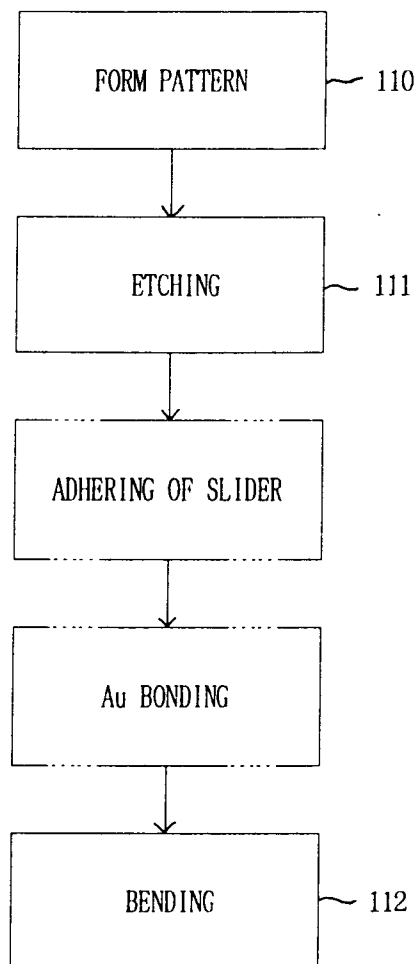 FORM PATTERN
110
ETCHING
111
ADHERING OF SLIDER
Au BONDING
BENDING
112